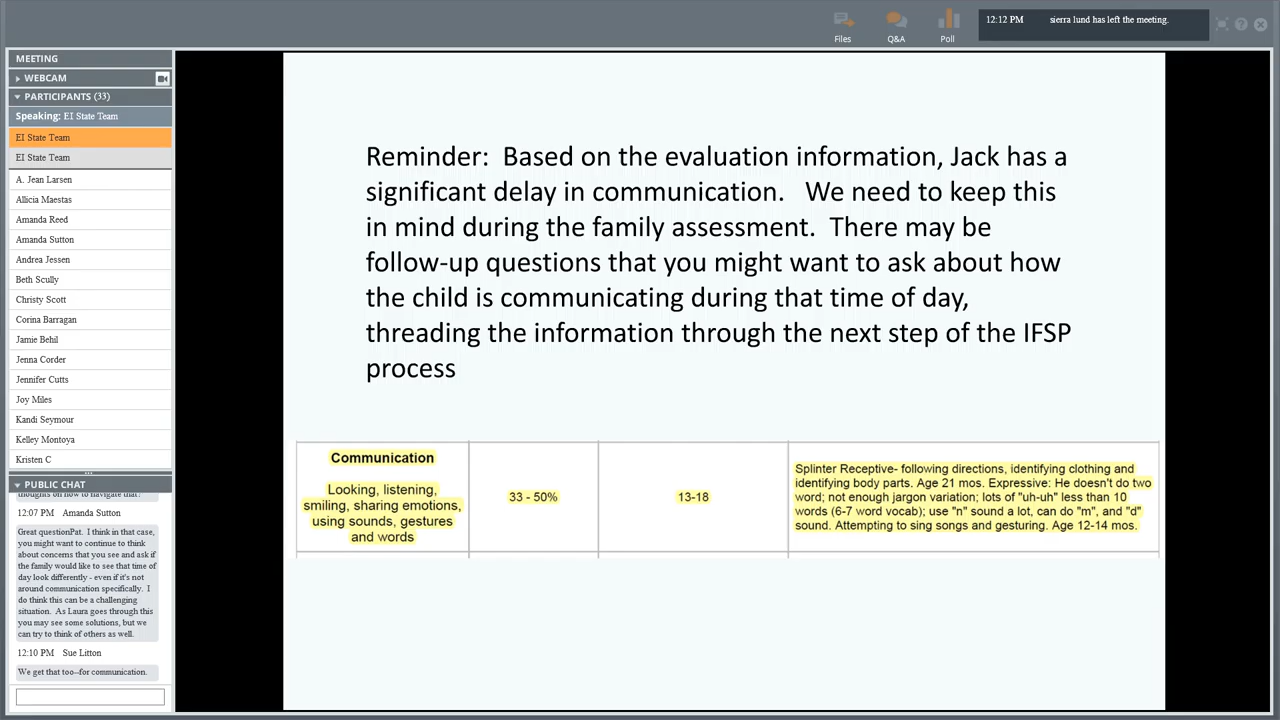 12:12 PM sierra lund has left the meeting.
Files
Q&A
Poll
MEETING
WEBCAM
PARTICIPANTS (33)
Speaking: EI State Team
EI State Team
EI State Team
A. Jean Larsen
Allicia Maestas
Amanda Reed
Amanda Sutton
Andrea Jessen
Beth Scully
Christy Scott
Corina Barragan
Jamie Behil
Jenna Corder
Jennifer Cutts
Joy Miles
Kandi Seymour
Kelley Montoya
Kristen C
PUBLIC CHAT
thoughts on how to navigate that?
12:07 PM Amanda Sutton
Great questionPat. I think in that case,
you might want to continue to think
about concerns that you see and ask if
the family would like to see that time of
day look differently - even if it's not
around communication specifically. I
do think this can be a challenging
situation. As Laura goes through this
you may see some solutions, but we
can try to think of others as well.
12:10 PM Sue Litton
We get that too--for communication.
Reminder: Based on the evaluation information, Jack has a
significant delay in communication. We need to keep this
in mind during the family assessment. There may be
follow-up questions that you might want to ask about how
the child is communicating during that time of day,
threading the information through the next step of the IFSP
process
Communication
Looking, listening,
smiling, sharing emotions,
using sounds, gestures
and words
33 - 50%
13-18
Splinter Receptive- following directions, identifying clothing and
identifying body parts. Age 21 mos. Expressive: He doesn't do two
word; not enough jargon variation; lots of "uh-uh" less than 10
words (6-7 word vocab); use "n" sound a lot, can do "m", and "d"
sound. Attempting to sing songs and gesturing. Age 12-14 mos.